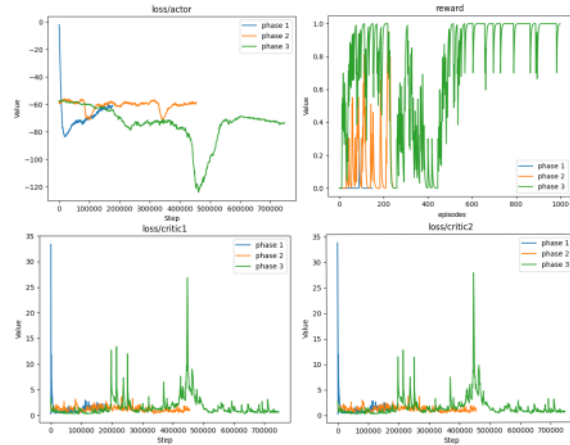 loss/actor
0
−20
−40
−60
−80
−100
−120
Value
phase 1
phase 2
phase 3
0 100000 200000 300000 400000 500000 600000 700000
Step
reward
1.0
0.8
0.6
0.4
0.2
0.0
Value
phase 1
phase 2
phase 3
0 200 400 600 800 1000
episodes
loss/critic1
35
30
25
20
15
10
5
0
Value
phase 1
phase 2
phase 3
0 100000 200000 300000 400000 500000 600000 700000
Step
loss/critic2
35
30
25
20
15
10
5
0
Value
phase 1
phase 2
phase 3
0 100000 200000 300000 400000 500000 600000 700000
Step